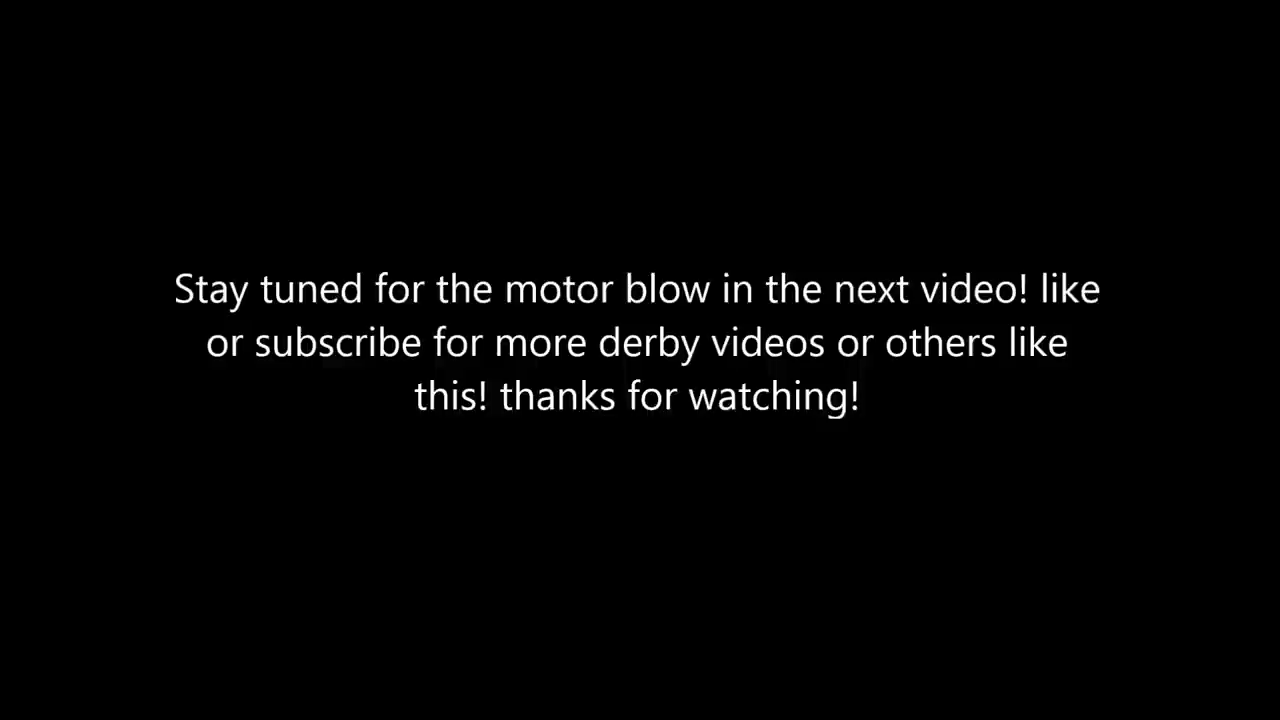 Stay tuned for the motor blow in the next video! like
or subscribe for more derby videos or others like
this! thanks for watching!